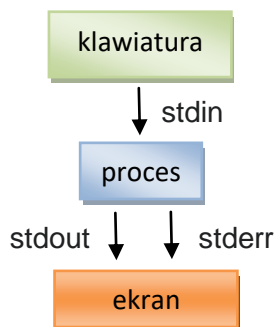 klawiatura
stdin
proces
stdout stderr
ekran